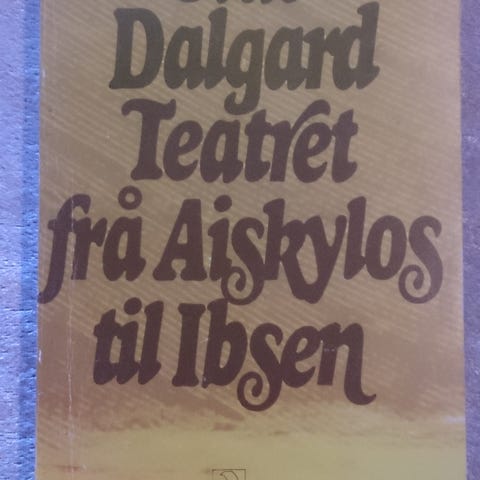 Dalgard
Teatret
frå Aiskylos
til Ibsen